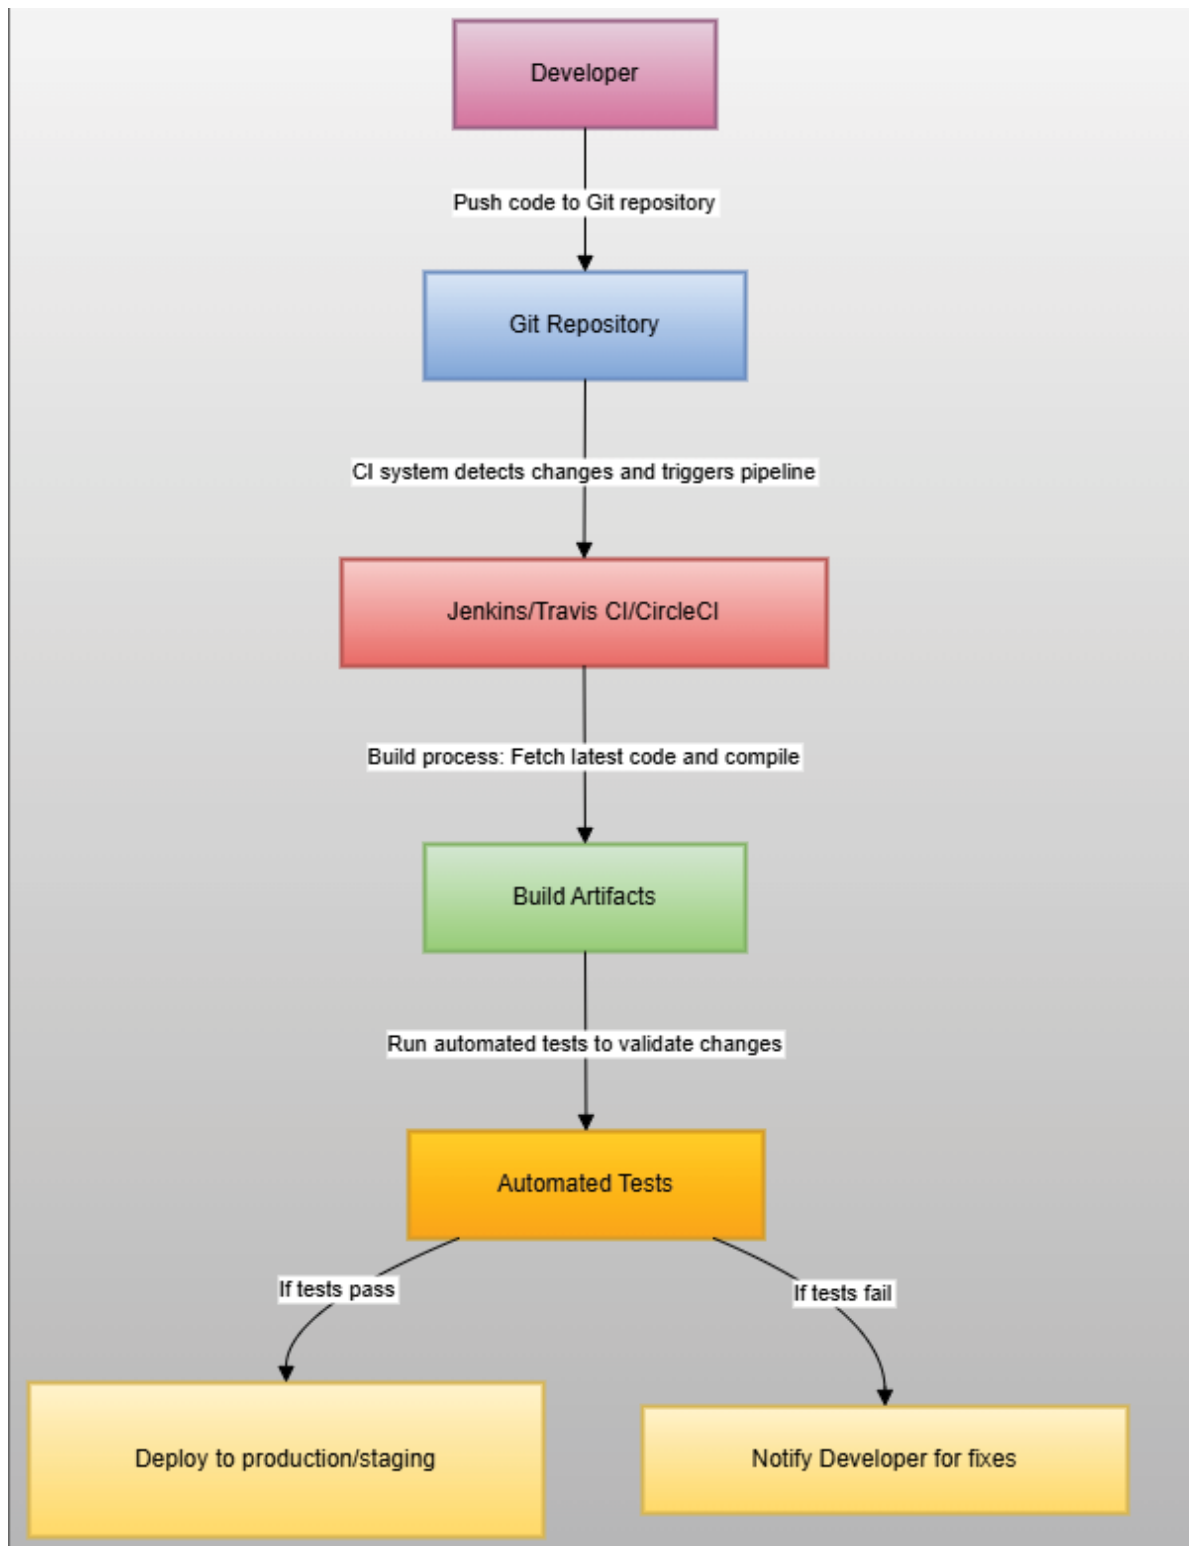 Developer
Push code to Git repository
Git Repository
CI system detects changes and triggers pipeline
Jenkins/Travis CI/CircleCI
Build process: Fetch latest code and compile
Build Artifacts
Run automated tests to validate changes
Automated Tests
If tests pass
If tests fail
Deploy to production/staging
Notify Developer for fixes